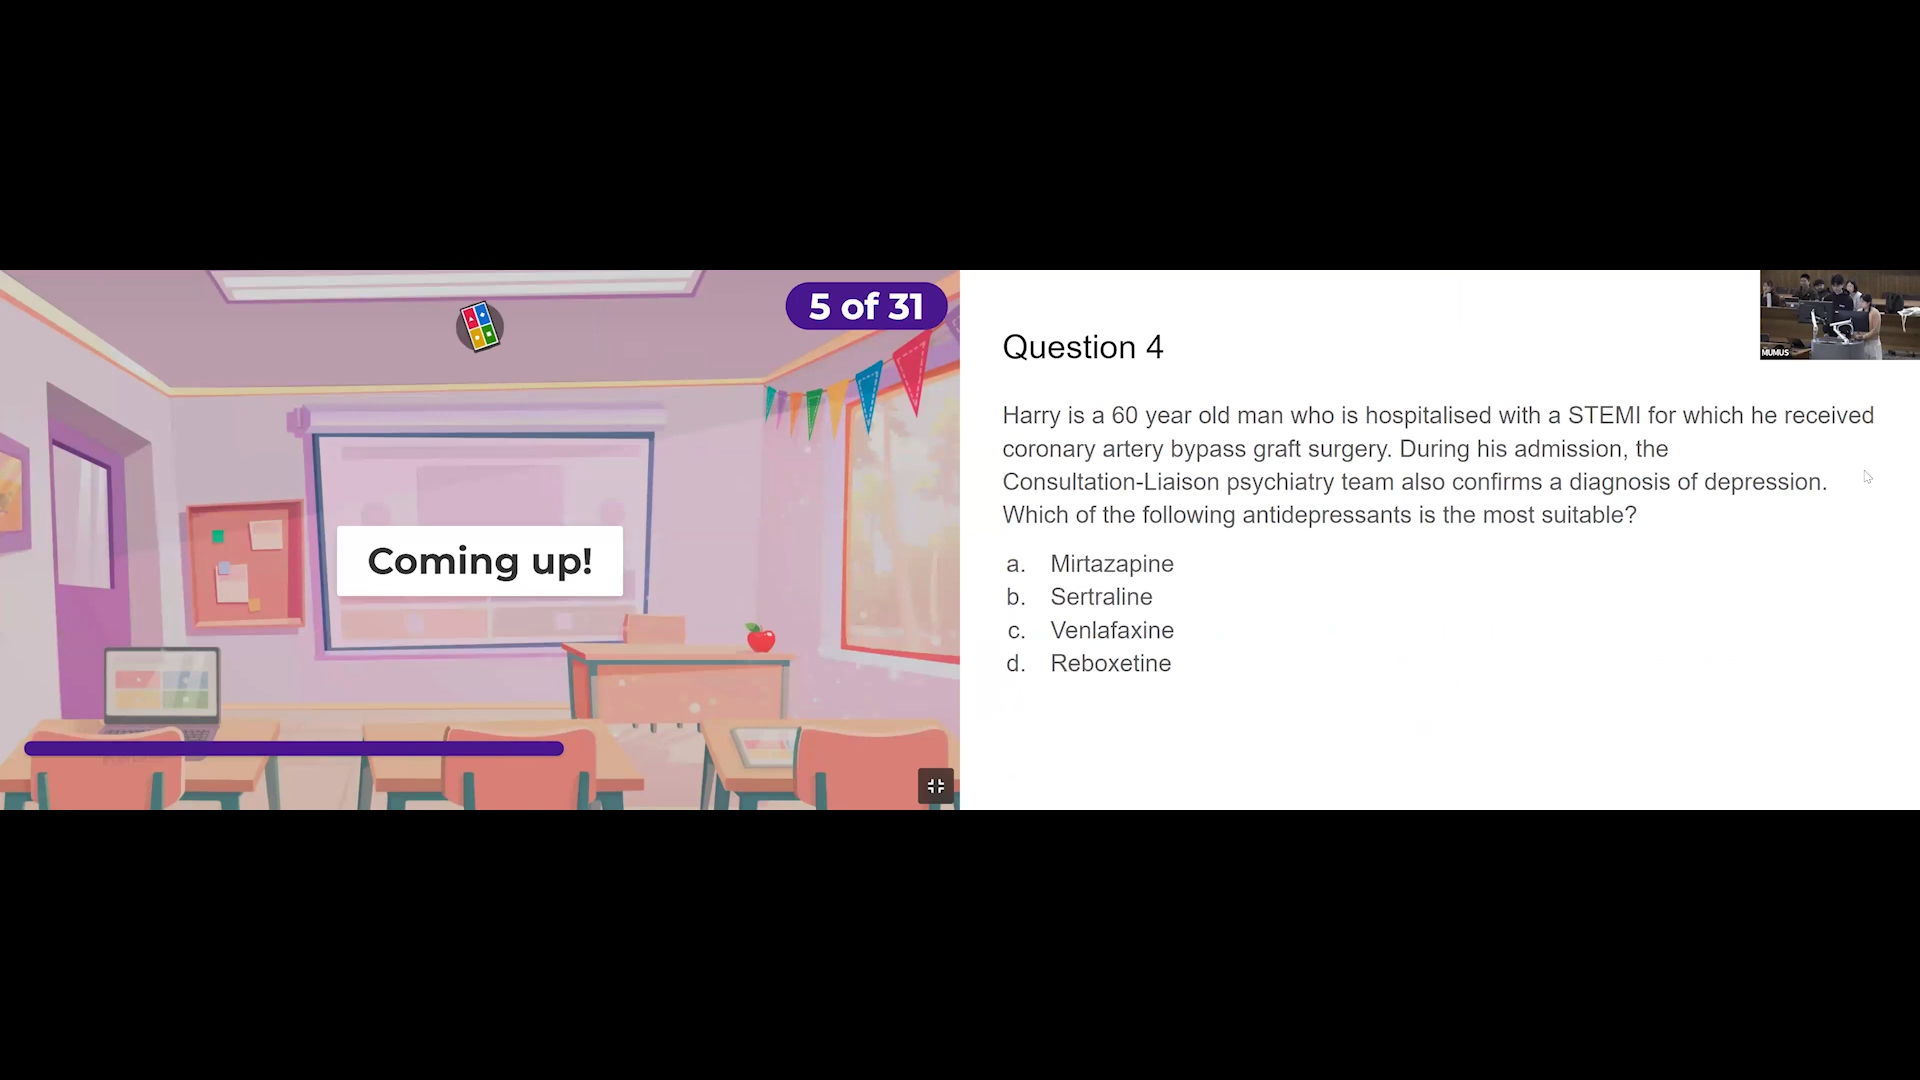 5 of 31
Coming up!
MUMUS
Question 4
Harry is a 60 year old man who is hospitalised with a STEMI for which he received
coronary artery bypass graft surgery. During his admission, the
Consultation-Liaison psychiatry team also confirms a diagnosis of depression.
Which of the following antidepressants is the most suitable?
a. Mirtazapine
b. Sertraline
c. Venlafaxine
d. Reboxetine